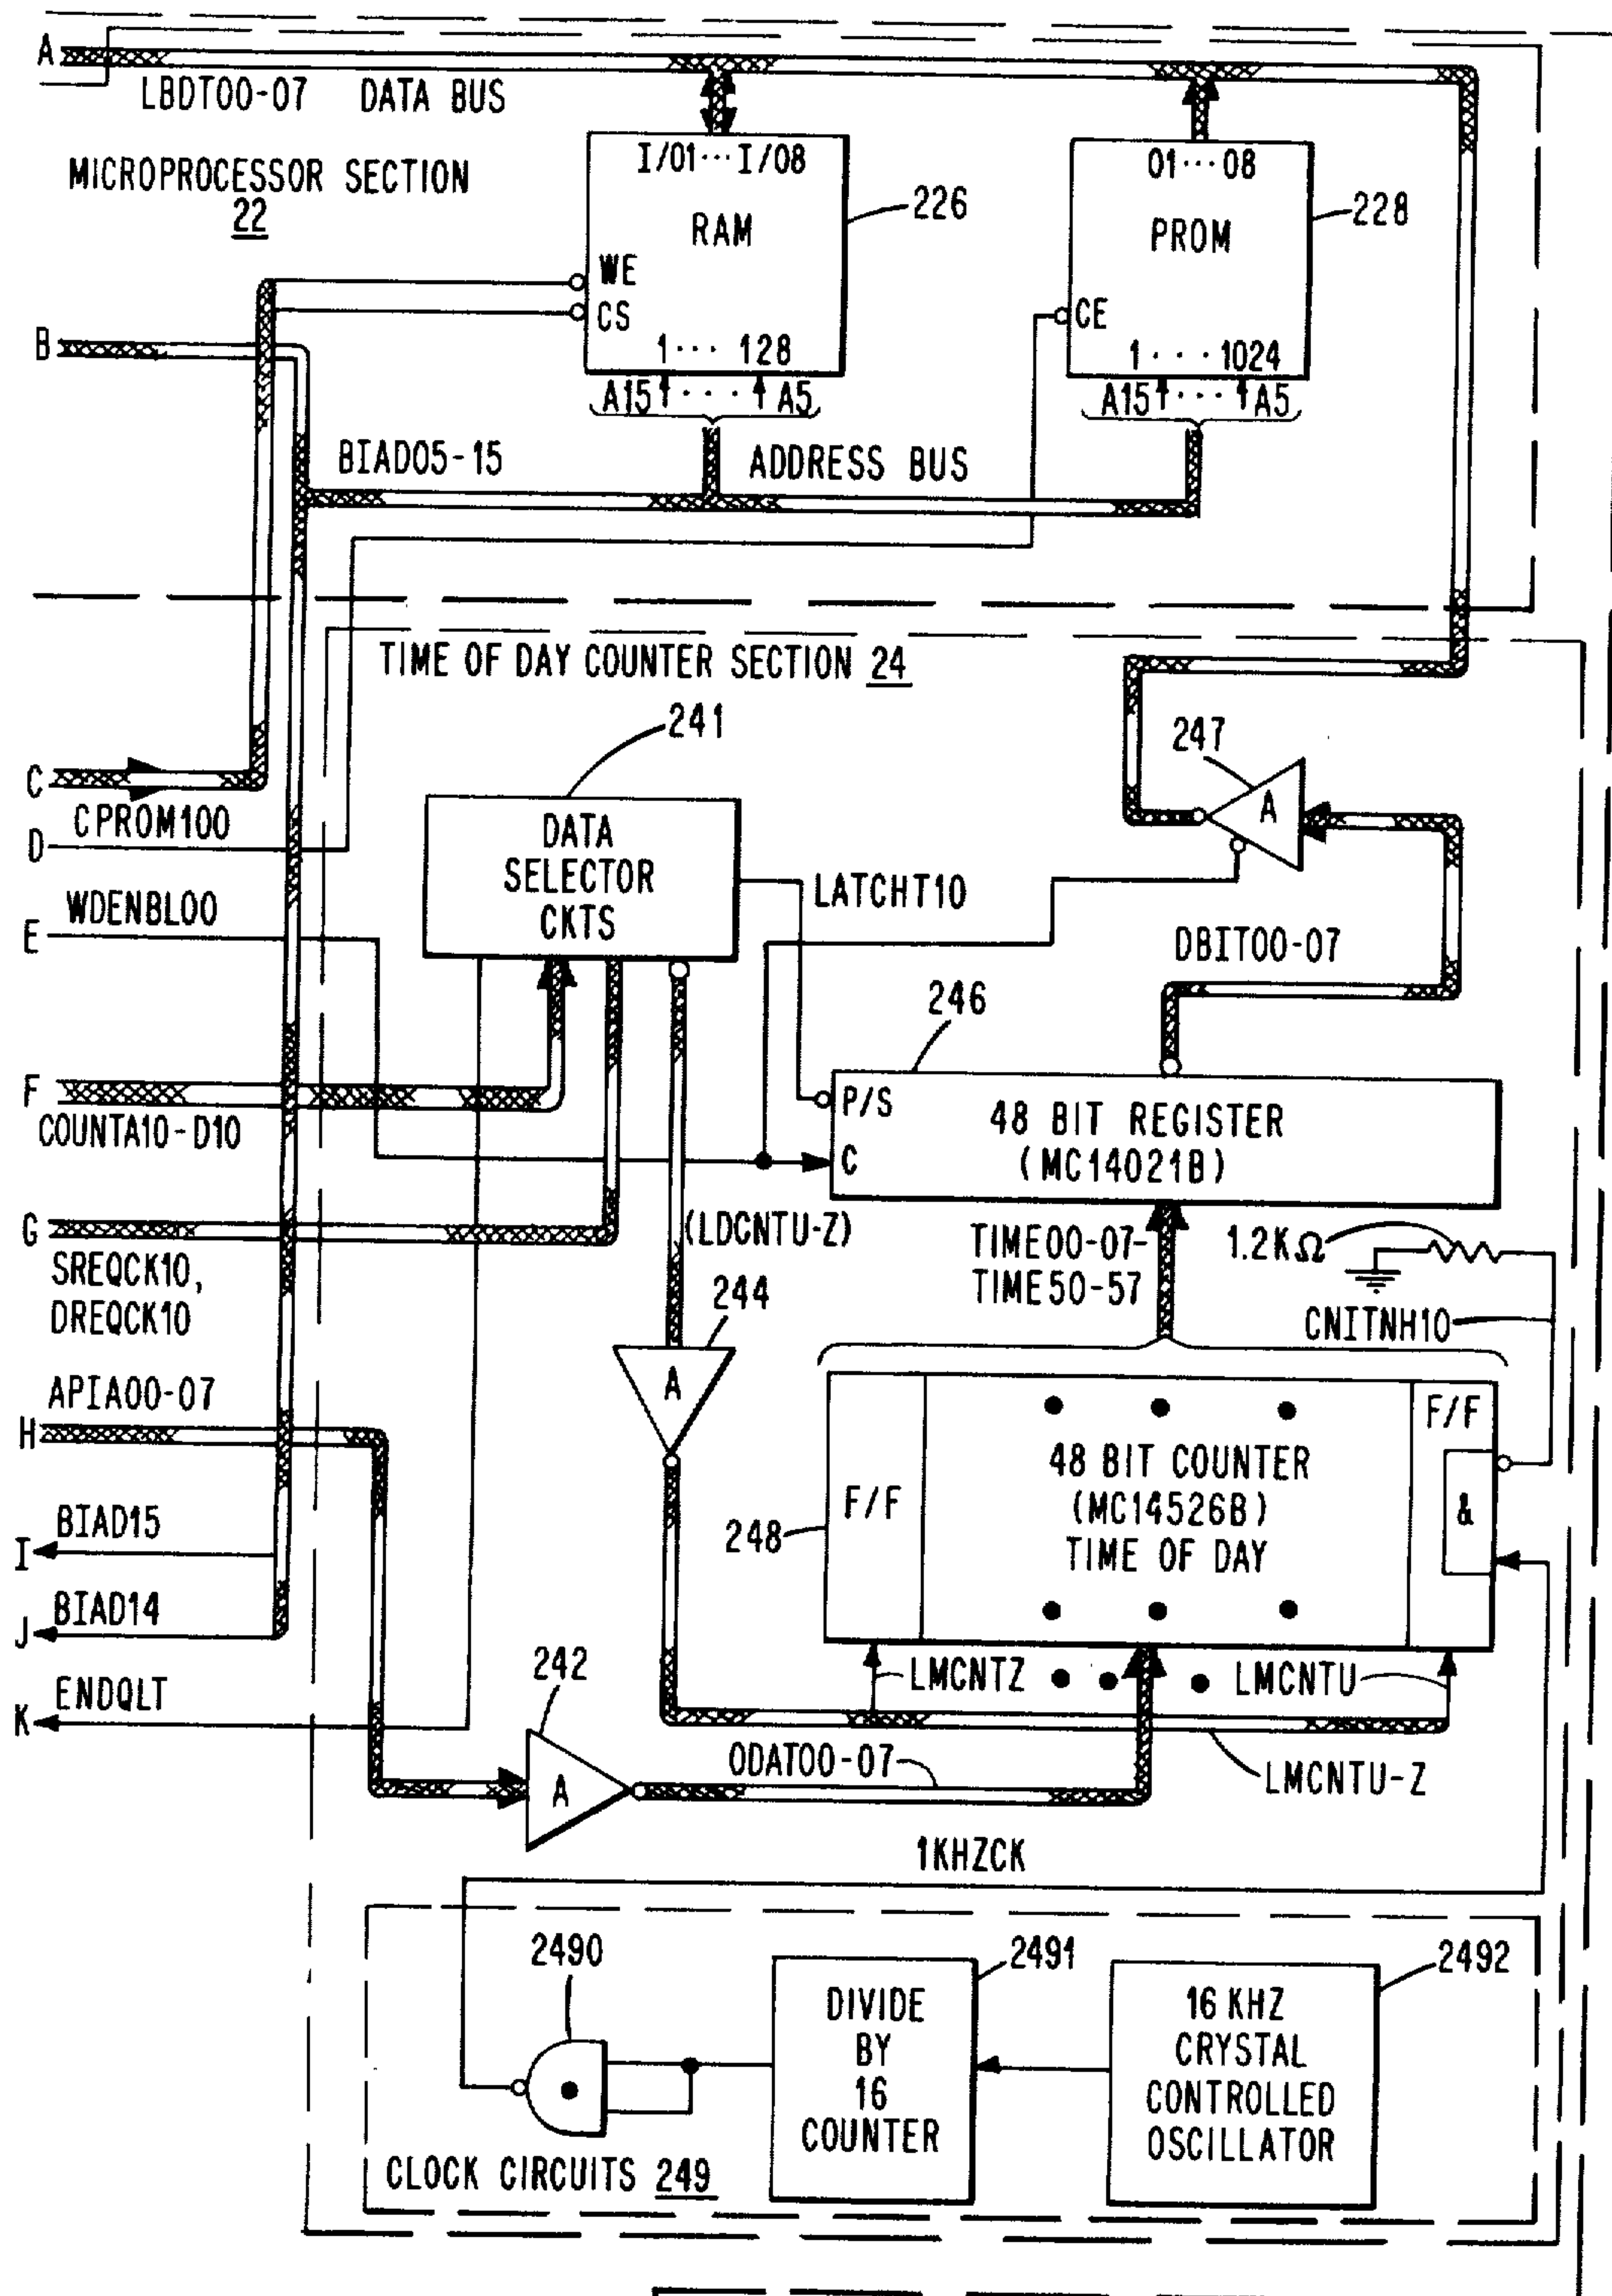 A
LBDT00-07 DATA BUS
MICROPROCESSOR SECTION
22
I/01···I/08
RAM
226
WE
CS
1··· 128
A15 ··· A5
01···08
PROM
228
CE
1 ··· 1024
A15 ··· A5
B
BIAD05-15
ADDRESS BUS
TIME OF DAY COUNTER SECTION 24
241
C
CPROM100
D
DATA
SELECTOR
CKTS
LATCHT10
247
A
WDENBL00
E
DBIT00-07
246
F
COUNTA10-D10
P/S
C
48 BIT REGISTER
(MC14021B)
G
SREQCK10,
DREQCK10
(LDCNTU-Z)
TIME00-07-
TIME50-57
1.2KΩ
CNITNH10
244
A
APIA00-07
H
F/F
48 BIT COUNTER
(MC14526B)
TIME OF DAY
F/F
&
248
BIAD15
I
BIAD14
J
ENDQLT
K
242
A
LMCNTZ
LMCNTU
ODAT00-07
LMCNTU-Z
1KHZCK
2490
2491
2492
DIVIDE
BY
16
COUNTER
16 KHZ
CRYSTAL
CONTROLLED
OSCILLATOR
CLOCK CIRCUITS 249